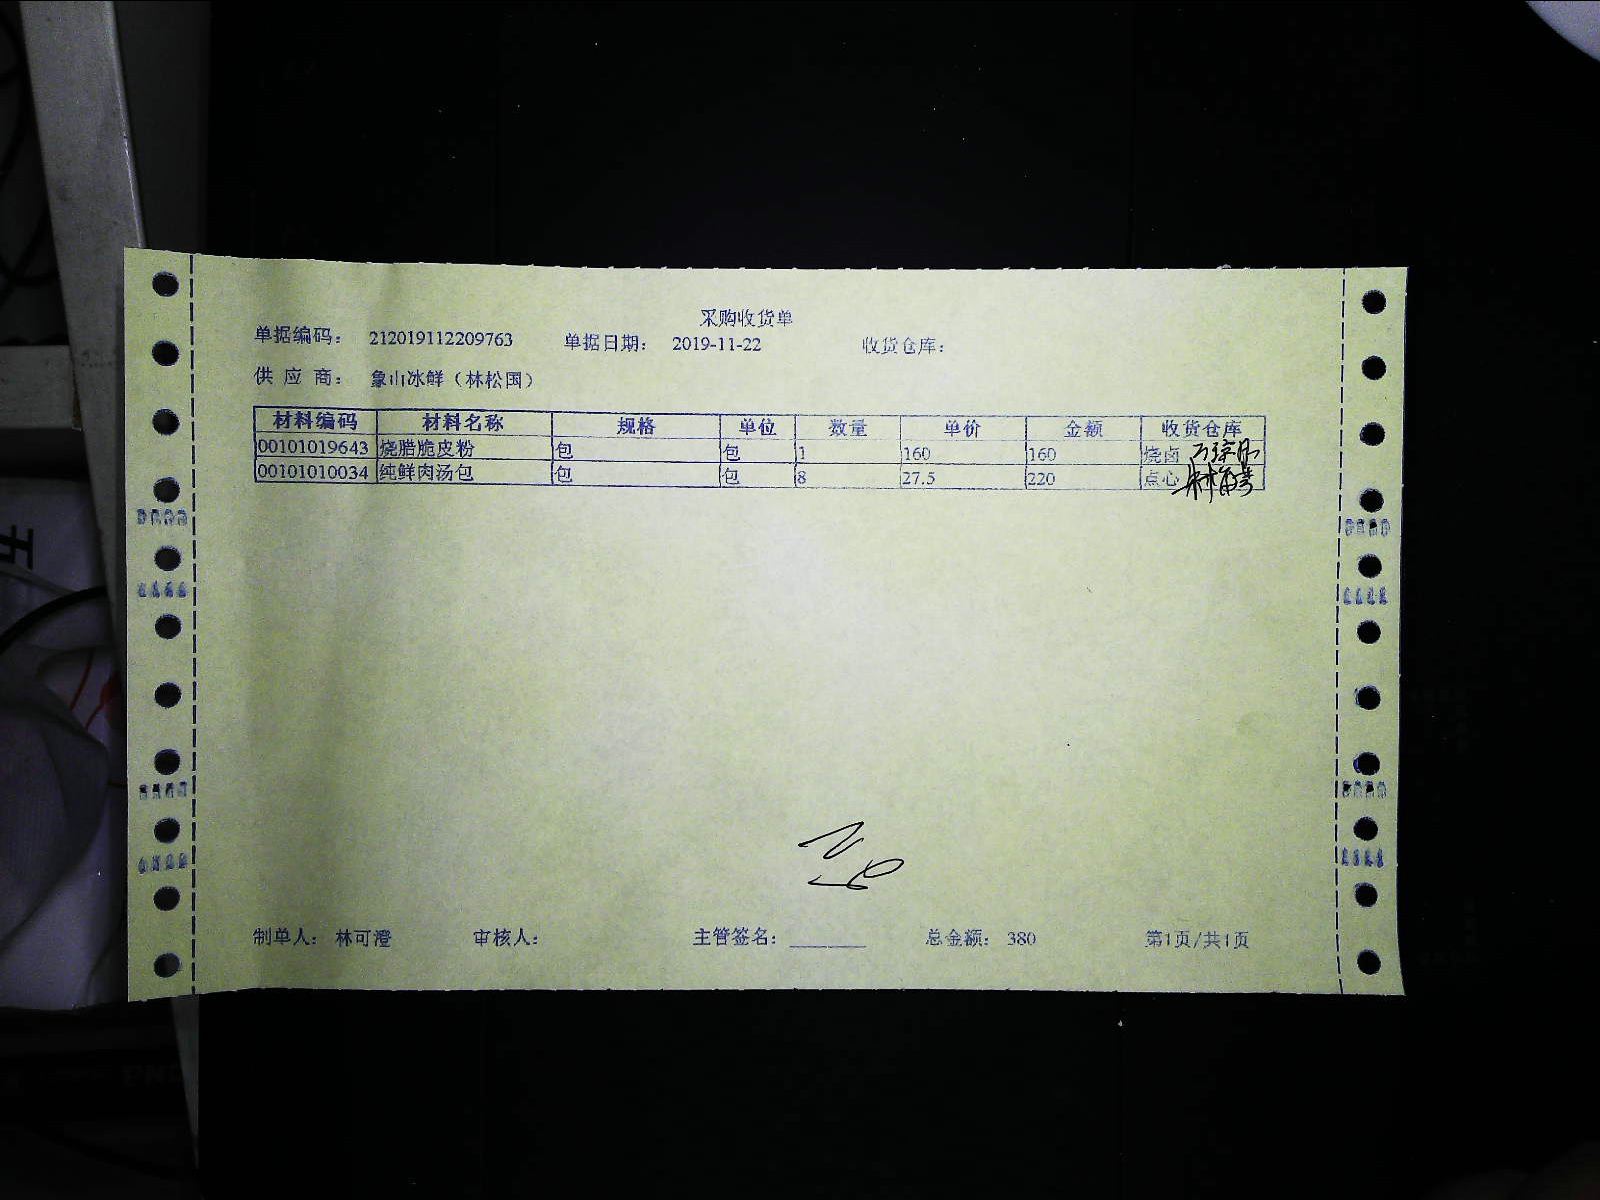 采购收货单
单据编码： 212019112209763 单据日期： 2019-11-22 收货仓库：
供 应 商： 象山冰鲜（林松国）
材料编码 材料名称 规格 单位 数量 单价 金额 收货仓库
00101019643 烧腊脆皮粉 包 包 1 160 160 烧卤
00101010034 纯鲜肉汤包 包 包 8 27.5 220 点心
制单人： 林可澄 审核人： 主管签名： 总金额： 380 第1页/共1页